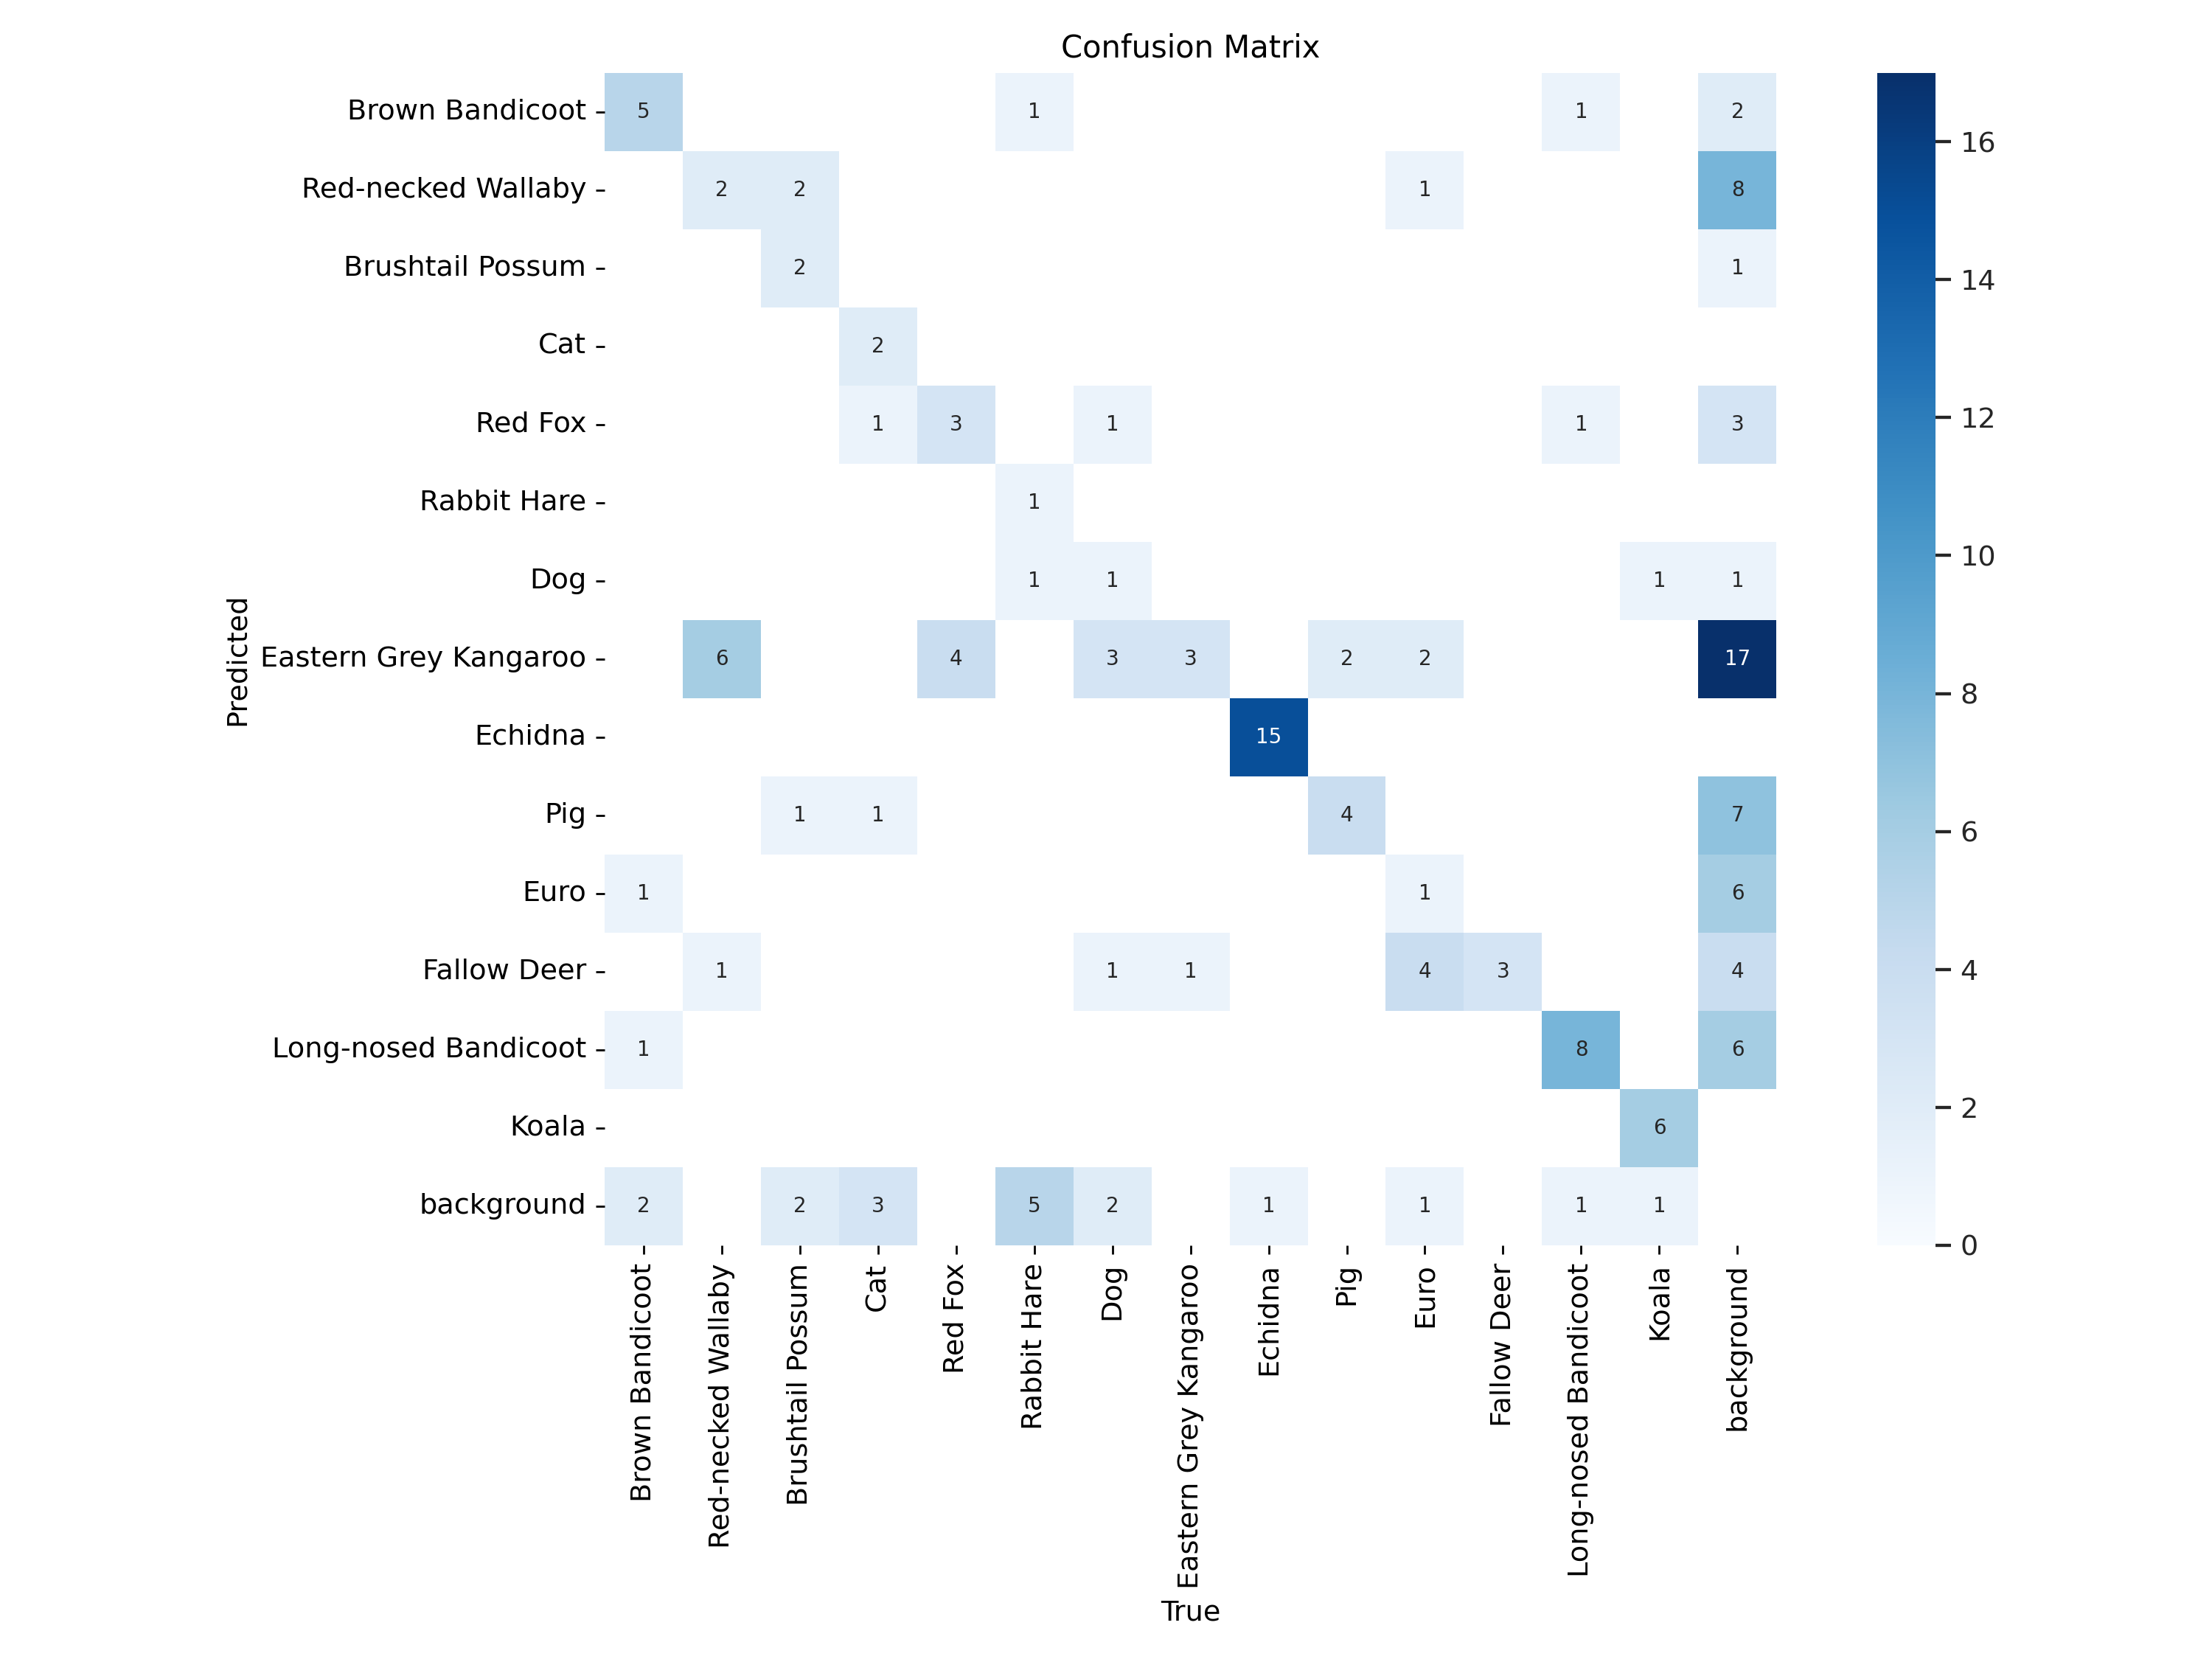 Confusion Matrix
Predicted
Brown Bandicoot 5 1 1 2
Red-necked Wallaby 2 2 1 8
Brushtail Possum 2 1
Cat 2
Red Fox 1 3 1 1 3
Rabbit Hare 1
Dog 1 1 1 1
Eastern Grey Kangaroo 6 4 3 3 2 2 17
Echidna 15
Pig 1 1 4 7
Euro 1 1 6
Fallow Deer 1 1 1 4 3 4
Long-nosed Bandicoot 1 8 6
Koala 6
background 2 2 3 5 2 1 1 1 1
Brown Bandicoot
Red-necked Wallaby
Brushtail Possum
Cat
Red Fox
Rabbit Hare
Dog
Eastern Grey Kangaroo
Echidna
Pig
Euro
Fallow Deer
Long-nosed Bandicoot
Koala
background
True
16
14
12
10
8
6
4
2
0